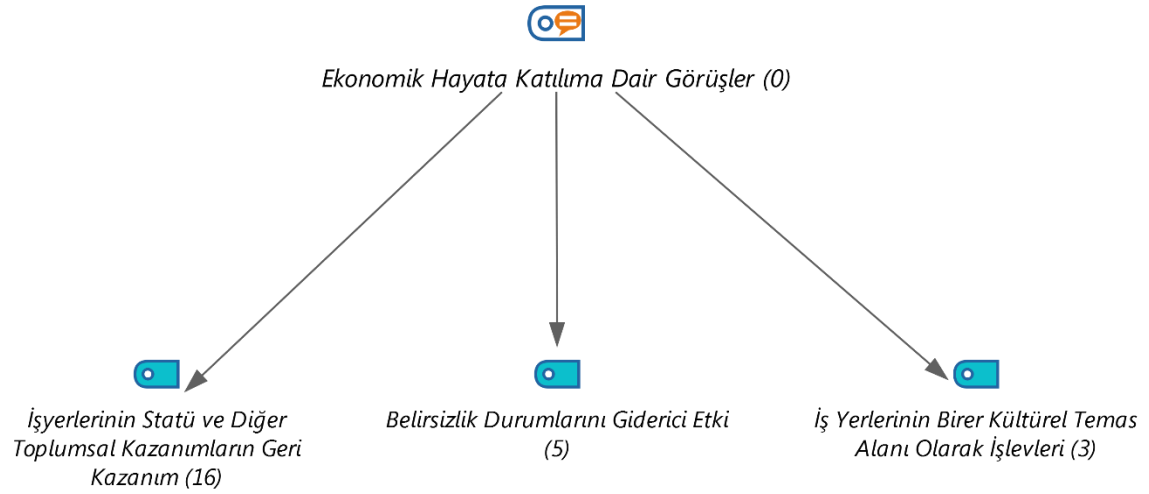 Ekonomik Hayata Katılıma Dair Görüşler (0)
İşyerlerinin Statü ve Diğer
Toplumsal Kazanımların Geri
Kazanım (16)
Belirsizlik Durumlarını Giderici Etki
(5)
İş Yerlerinin Birer Kültürel Temas
Alanı Olarak İşlevleri (3)